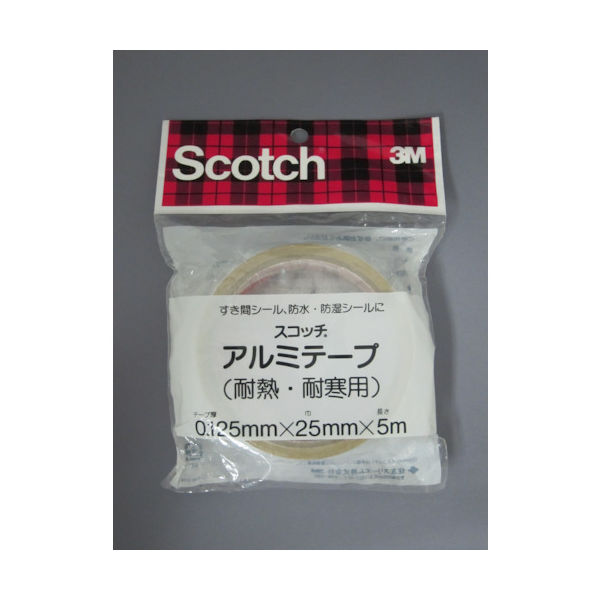 Scotch
3M
すき間シール、防水・防湿シールに
スコッチ®
アルミテープ
(耐熱・耐寒用)
テープ厚 巾 長さ
0.125mm×25mm×5m